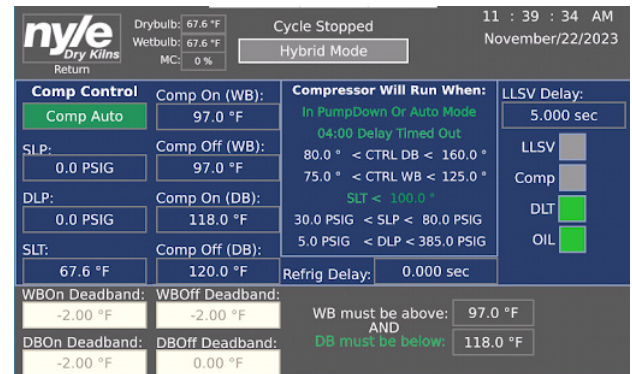 nyle
Dry Kilns
Return
Drybulb: 67.6 °F
Wetbulb: 67.6 °F
MC: 0 %
Cycle Stopped
Hybrid Mode
11 : 39 : 34 AM
November/22/2023
Comp Control
Comp Auto
SLP:
0.0 PSIG
DLP:
0.0 PSIG
SLT:
67.6 °F
Comp On (WB):
97.0 °F
Comp Off (WB):
97.0 °F
Comp On (DB):
118.0 °F
Comp Off (DB):
120.0 °F
Compressor Will Run When:
In PumpDown Or Auto Mode
04:00 Delay Timed Out
80.0 ° < CTRL DB < 160.0 °
75.0 ° < CTRL WB < 125.0 °
SLT < 100.0 °
30.0 PSIG < SLP < 80.0 PSIG
5.0 PSIG < DLP < 385.0 PSIG
Refrig Delay: 0.000 sec
LLSV Delay:
5.000 sec
LLSV
Comp
DLT
OIL
WBOn Deadband:
-2.00 °F
WBOff Deadband:
-2.00 °F
DBOn Deadband:
-2.00 °F
DBOff Deadband:
0.00 °F
WB must be above: 97.0 °F
AND
DB must be below: 118.0 °F